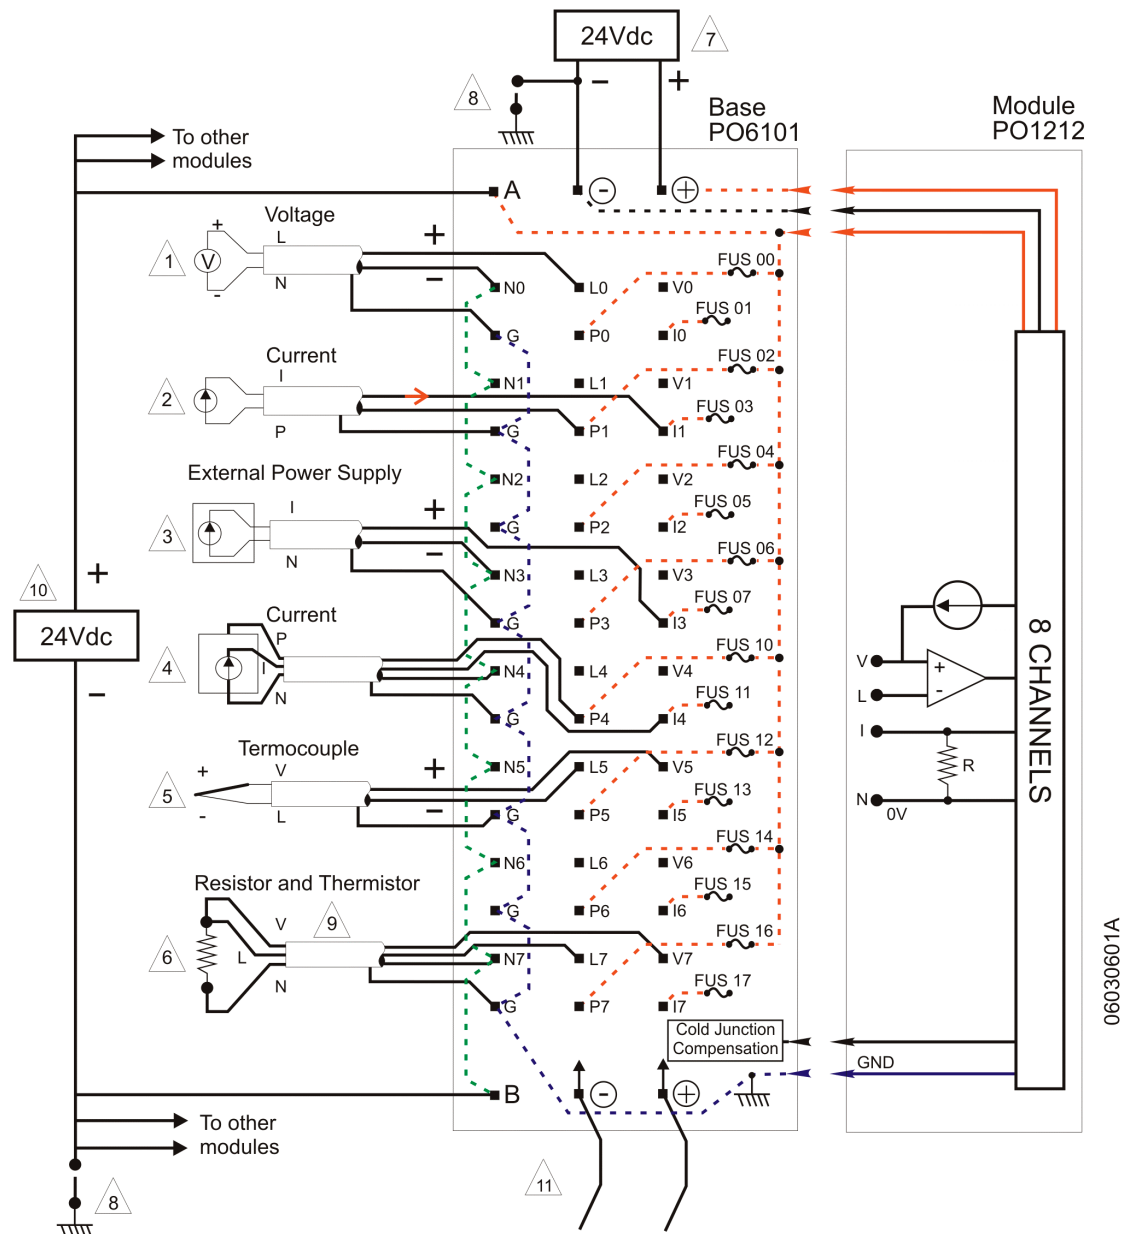 24Vdc
7
−
+
8
Base
PO6101
Module
PO1212
To other
modules
A
-
+
Voltage
+
L
1
V
N
-
+
−
FUS 00
N0
L0
V0
FUS 01
G
P0
I0
Current
I
2
P
FUS 02
N1
L1
V1
FUS 03
G
P1
I1
FUS 04
N2
L2
V2
FUS 05
G
P2
I2
External Power Supply
I
3
N
+
−
FUS 06
N3
L3
V3
FUS 07
G
P3
I3
10
+
24Vdc
−
Current
P
4
I
N
FUS 10
N4
L4
V4
FUS 11
G
P4
I4
Termocouple
+
V
5
-
L
+
−
FUS 12
N5
L5
V5
FUS 13
G
P5
I5
FUS 14
N6
L6
V6
FUS 15
G
P6
I6
Resistor and Thermistor
9
V
6
L
N
FUS 16
N7
L7
V7
FUS 17
G
P7
I7
V
+
L
-
I
R
N
0V
8 CHANNELS
Cold Junction
Compensation
GND
B
-
+
To other
modules
8
11
06030601A